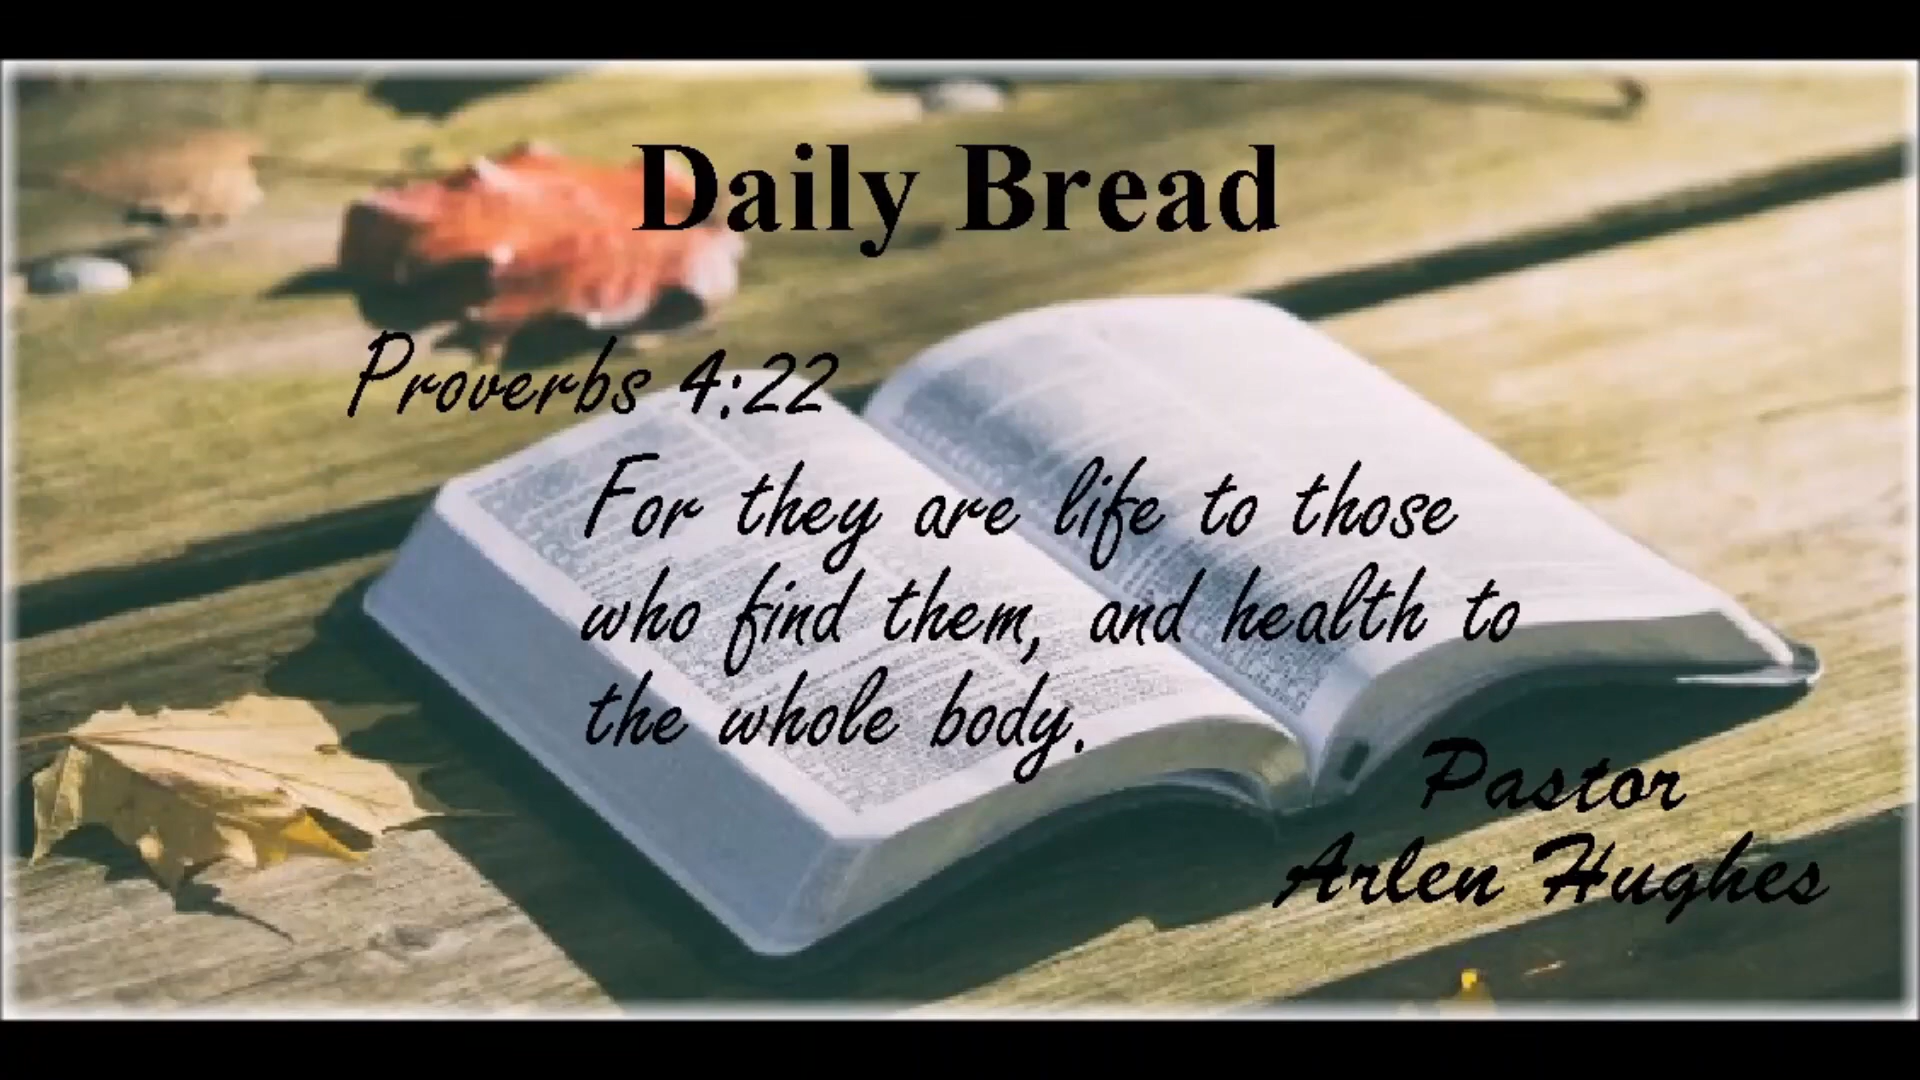 Daily Bread
Proverbs 4:22
For they are life to those
who find them, and health to
the whole body.
Pastor
Arlen Hughes